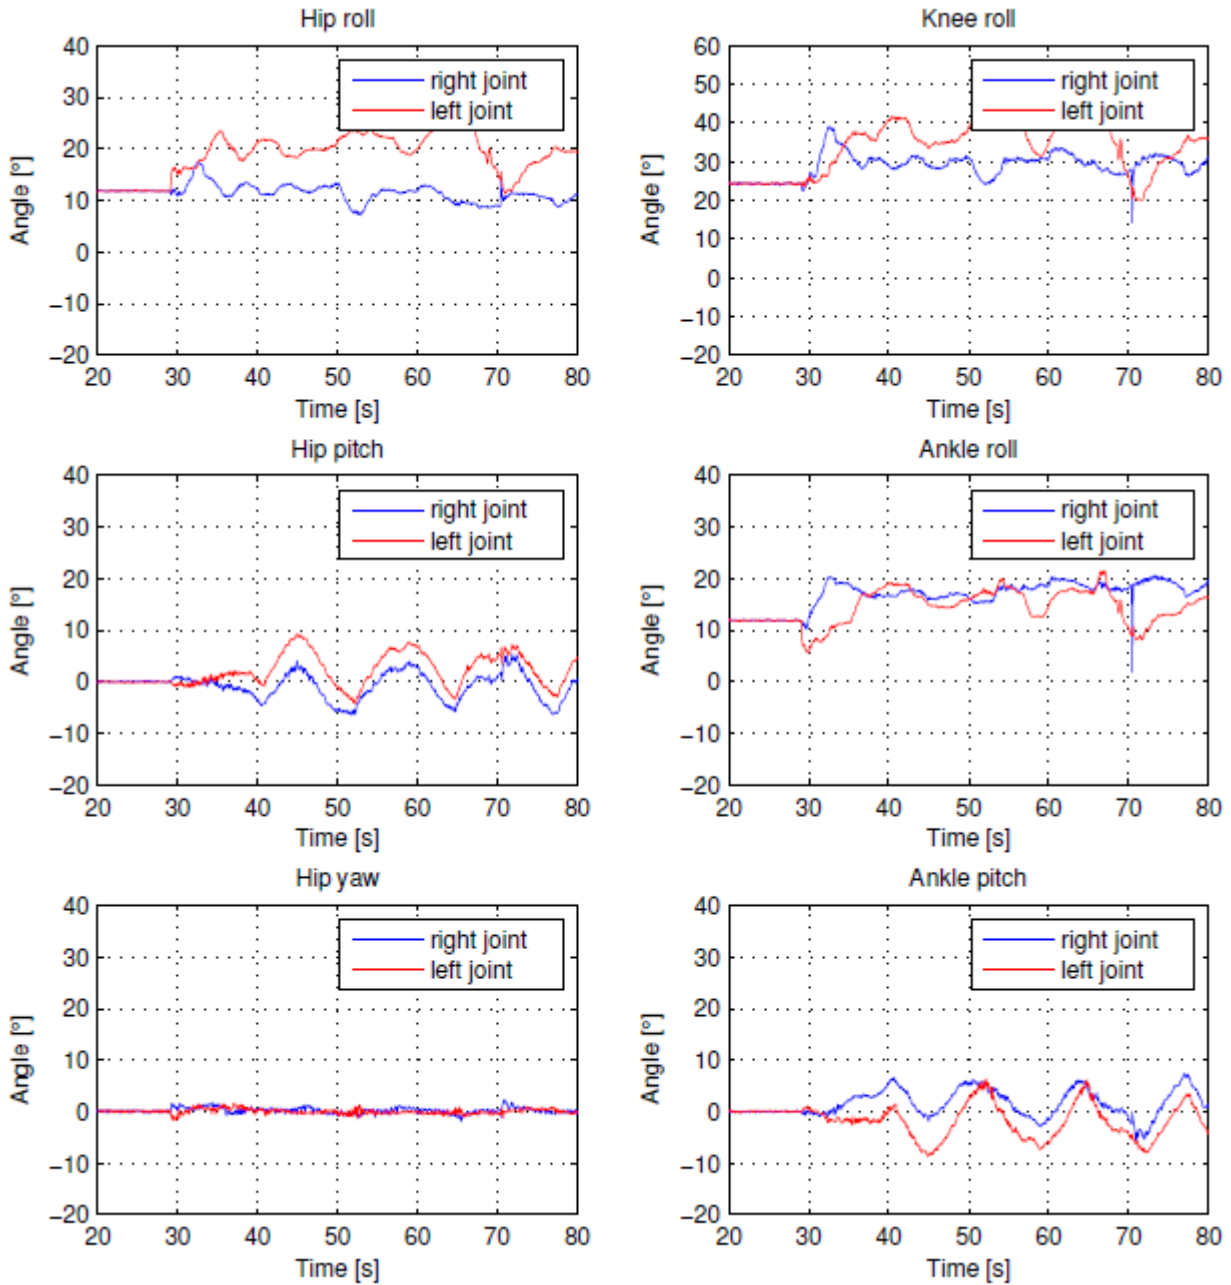 Hip roll
right joint
left joint
40
30
20
10
0
−10
−20
Angle [°]
20 30 40 50 60 70 80
Time [s]
Knee roll
right joint
left joint
60
50
40
30
20
10
0
−10
−20
Angle [°]
20 30 40 50 60 70 80
Time [s]
Hip pitch
right joint
left joint
40
30
20
10
0
−10
−20
Angle [°]
20 30 40 50 60 70 80
Time [s]
Ankle roll
right joint
left joint
40
30
20
10
0
−10
−20
Angle [°]
20 30 40 50 60 70 80
Time [s]
Hip yaw
right joint
left joint
40
30
20
10
0
−10
−20
Angle [°]
20 30 40 50 60 70 80
Time [s]
Ankle pitch
right joint
left joint
40
30
20
10
0
−10
−20
Angle [°]
20 30 40 50 60 70 80
Time [s]